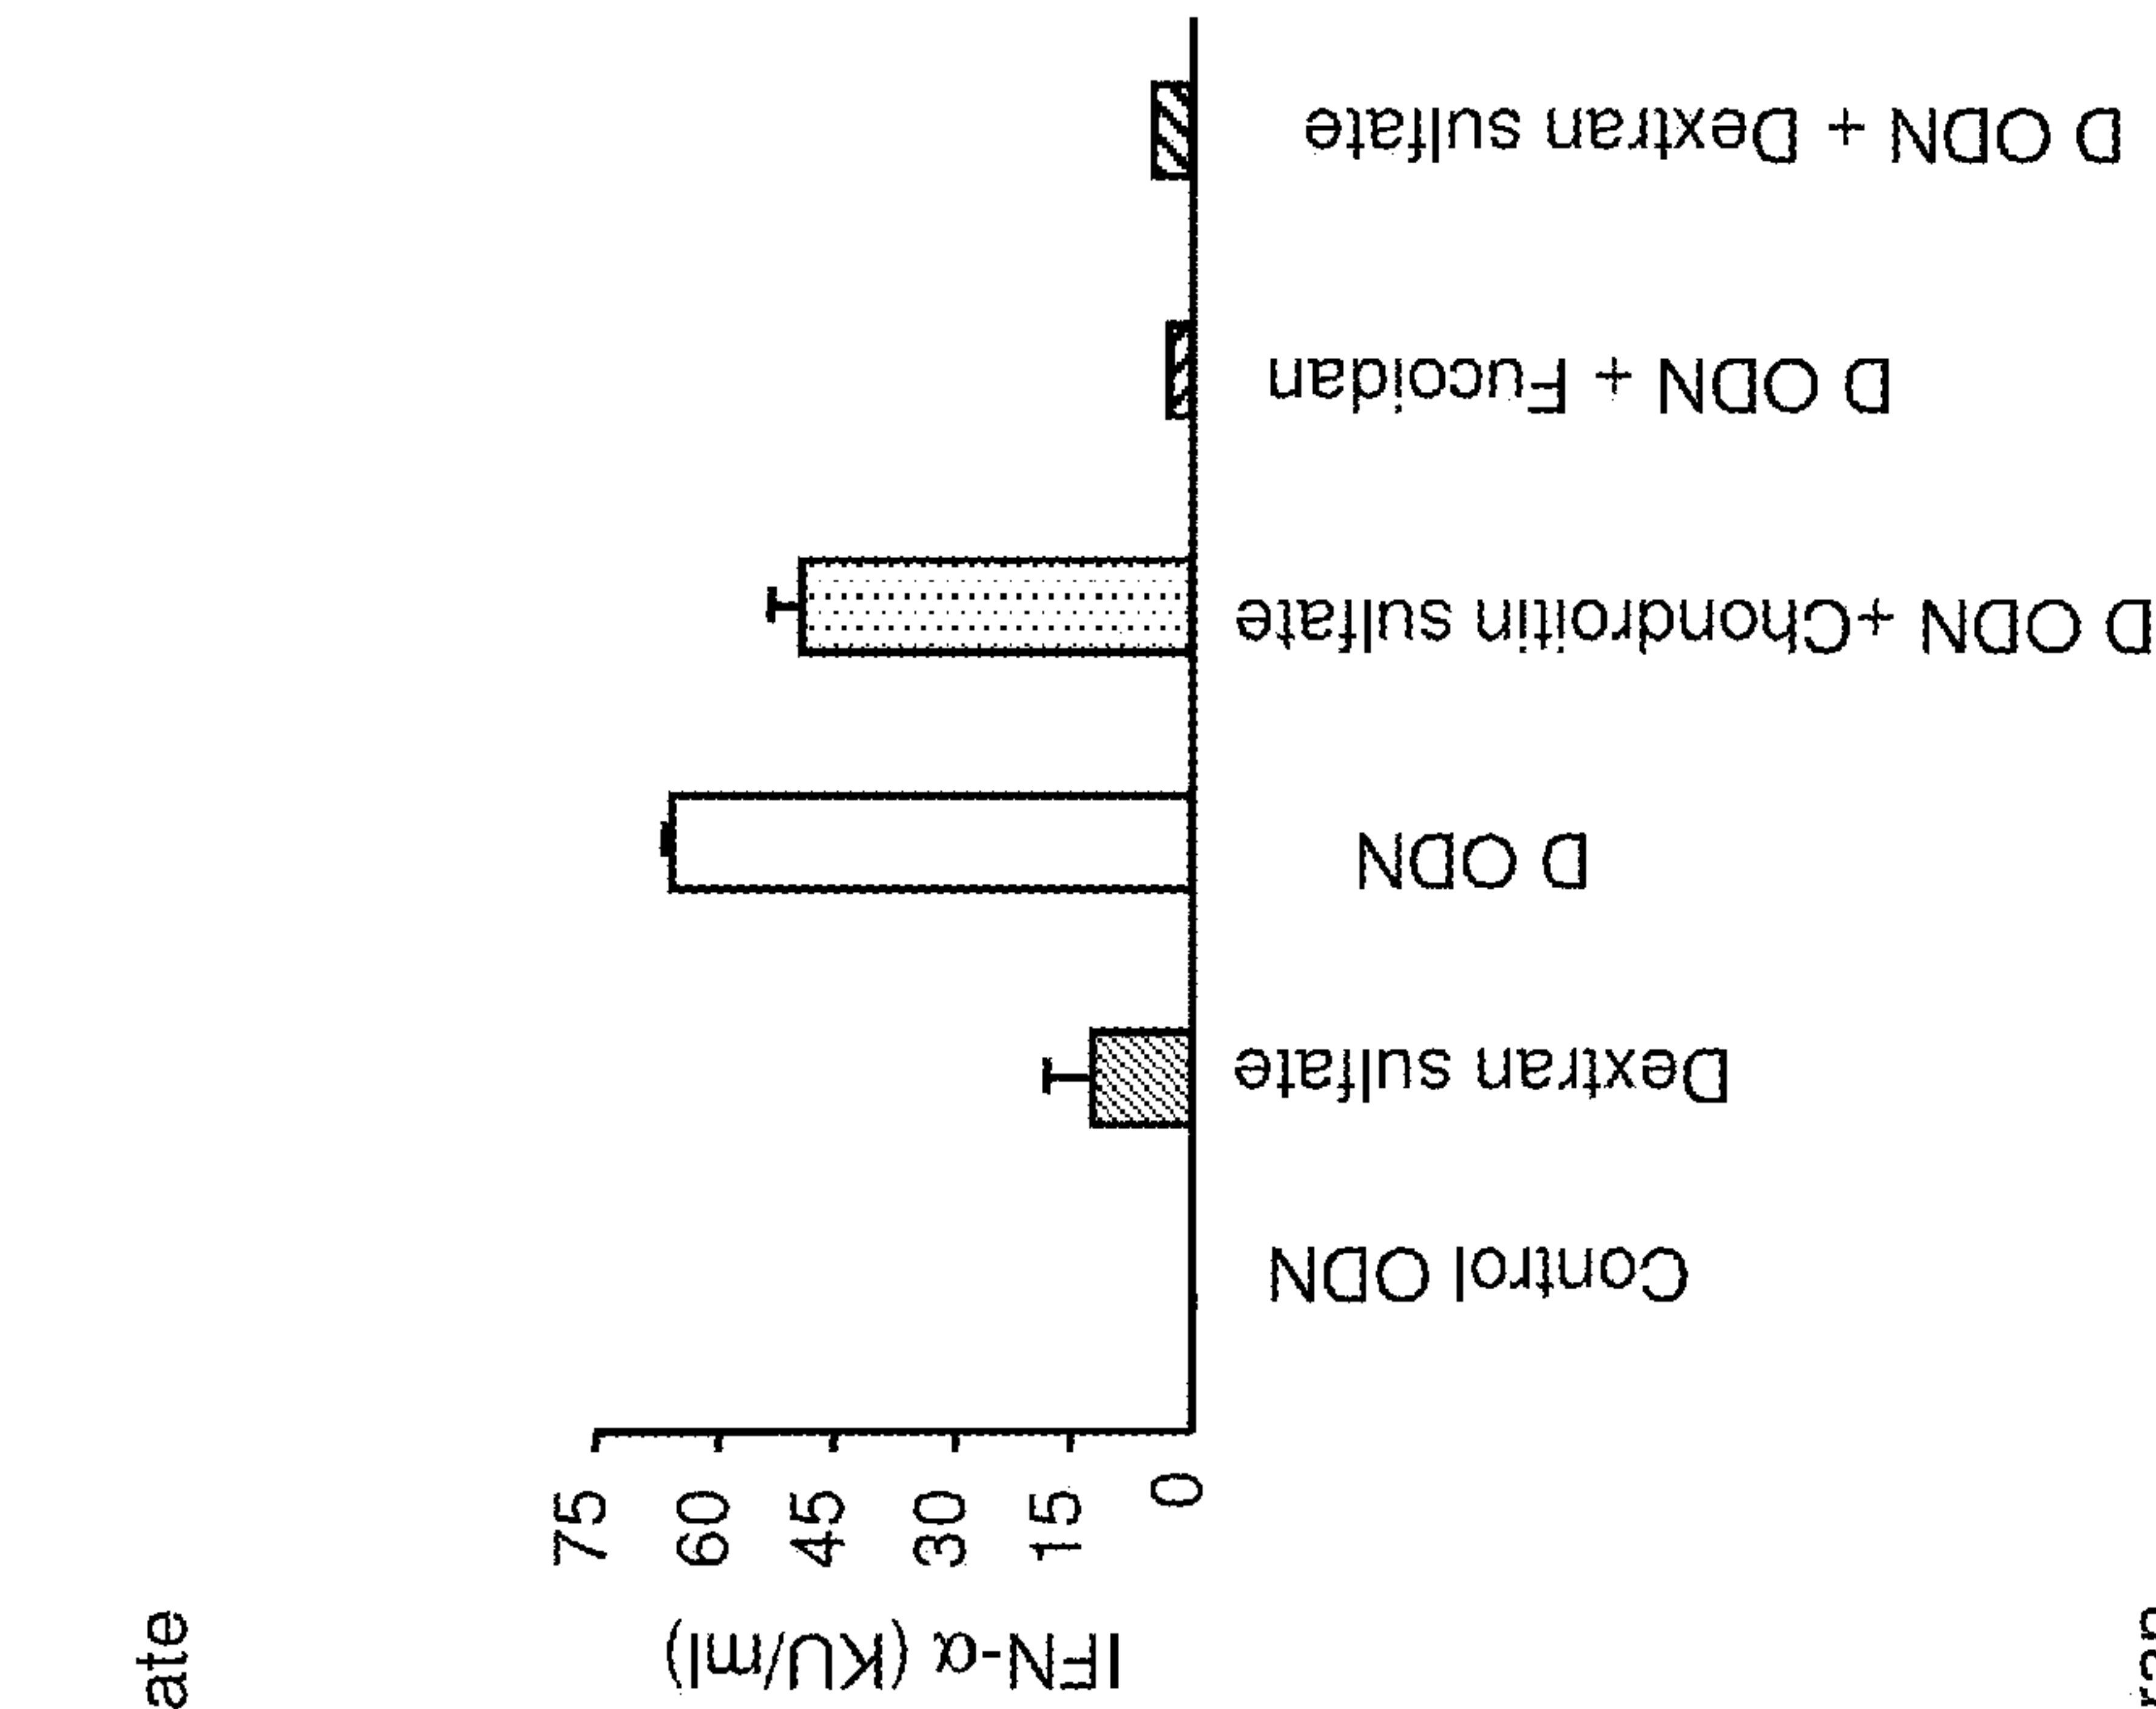 IFN-α (KU/ml)
75
60
45
30
15
0
Control ODN
Dextran sulfate
D ODN
D ODN +Chondroitin sulfate
D ODN + Fucoidan
D ODN + Dextran sulfate
ate
ran